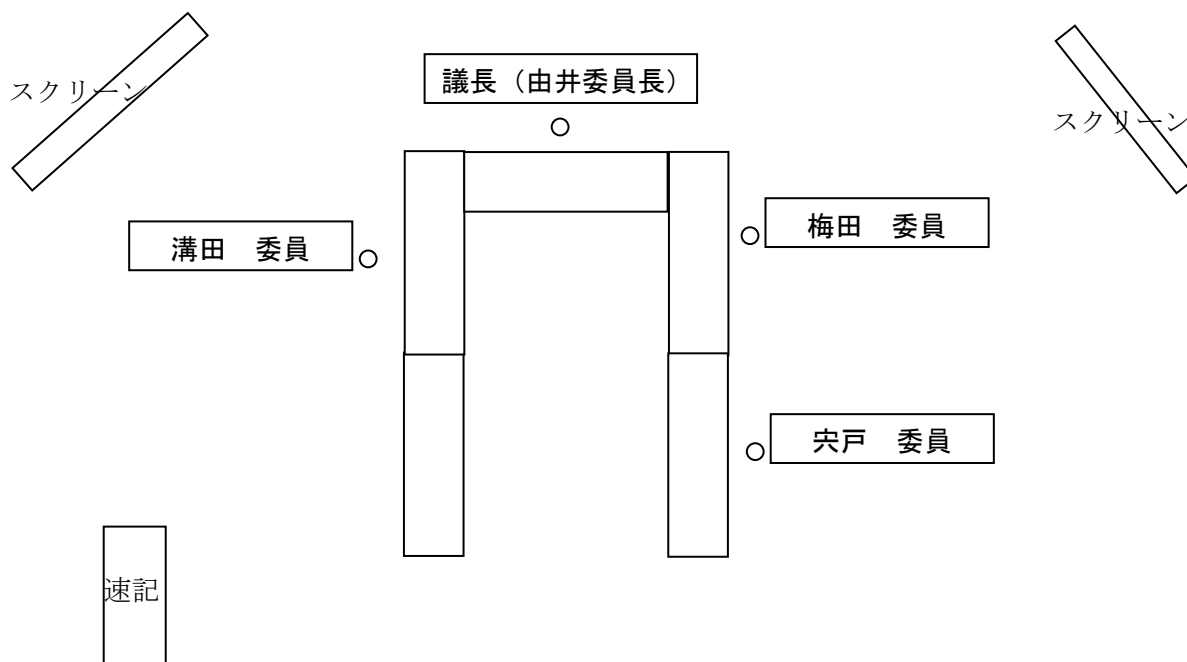 スクリーン
議長（由井委員長）
スクリーン
溝田　委員
梅田　委員
宍戸　委員
速記